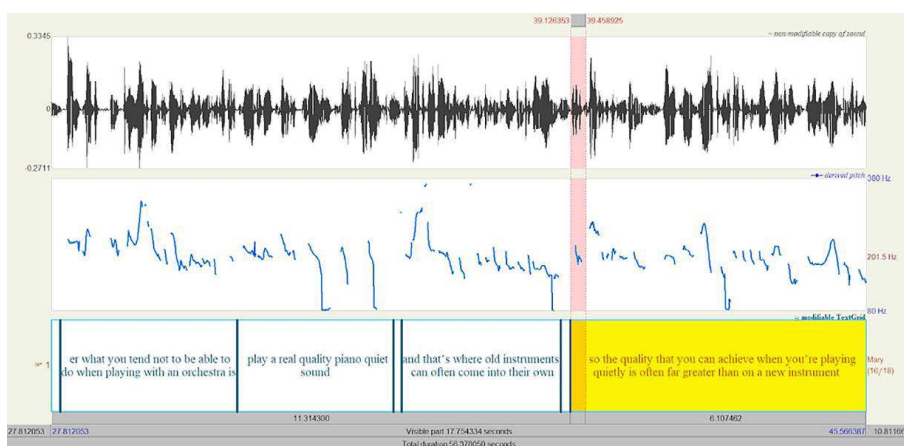 39.126353 39.458925
~ non-modifiable copy of sound
0.3345
0
-0.2711
derived pitch
380 Hz
201.5 Hz
80 Hz
= modifiable TextGrid
1
er what you tend not to be able to
do when playing with an orchestra is
play a real quality piano quiet
sound
and that's where old instruments
can often come into their own
so the quality that you can achieve when you're playing
quietly is often far greater than on a new instrument
Mary
(16/18)
11.314300 6.107462
27.812053 27.812053 Visible part 17.754334 seconds 45.566387 10.81166
Total duration 56.378050 seconds